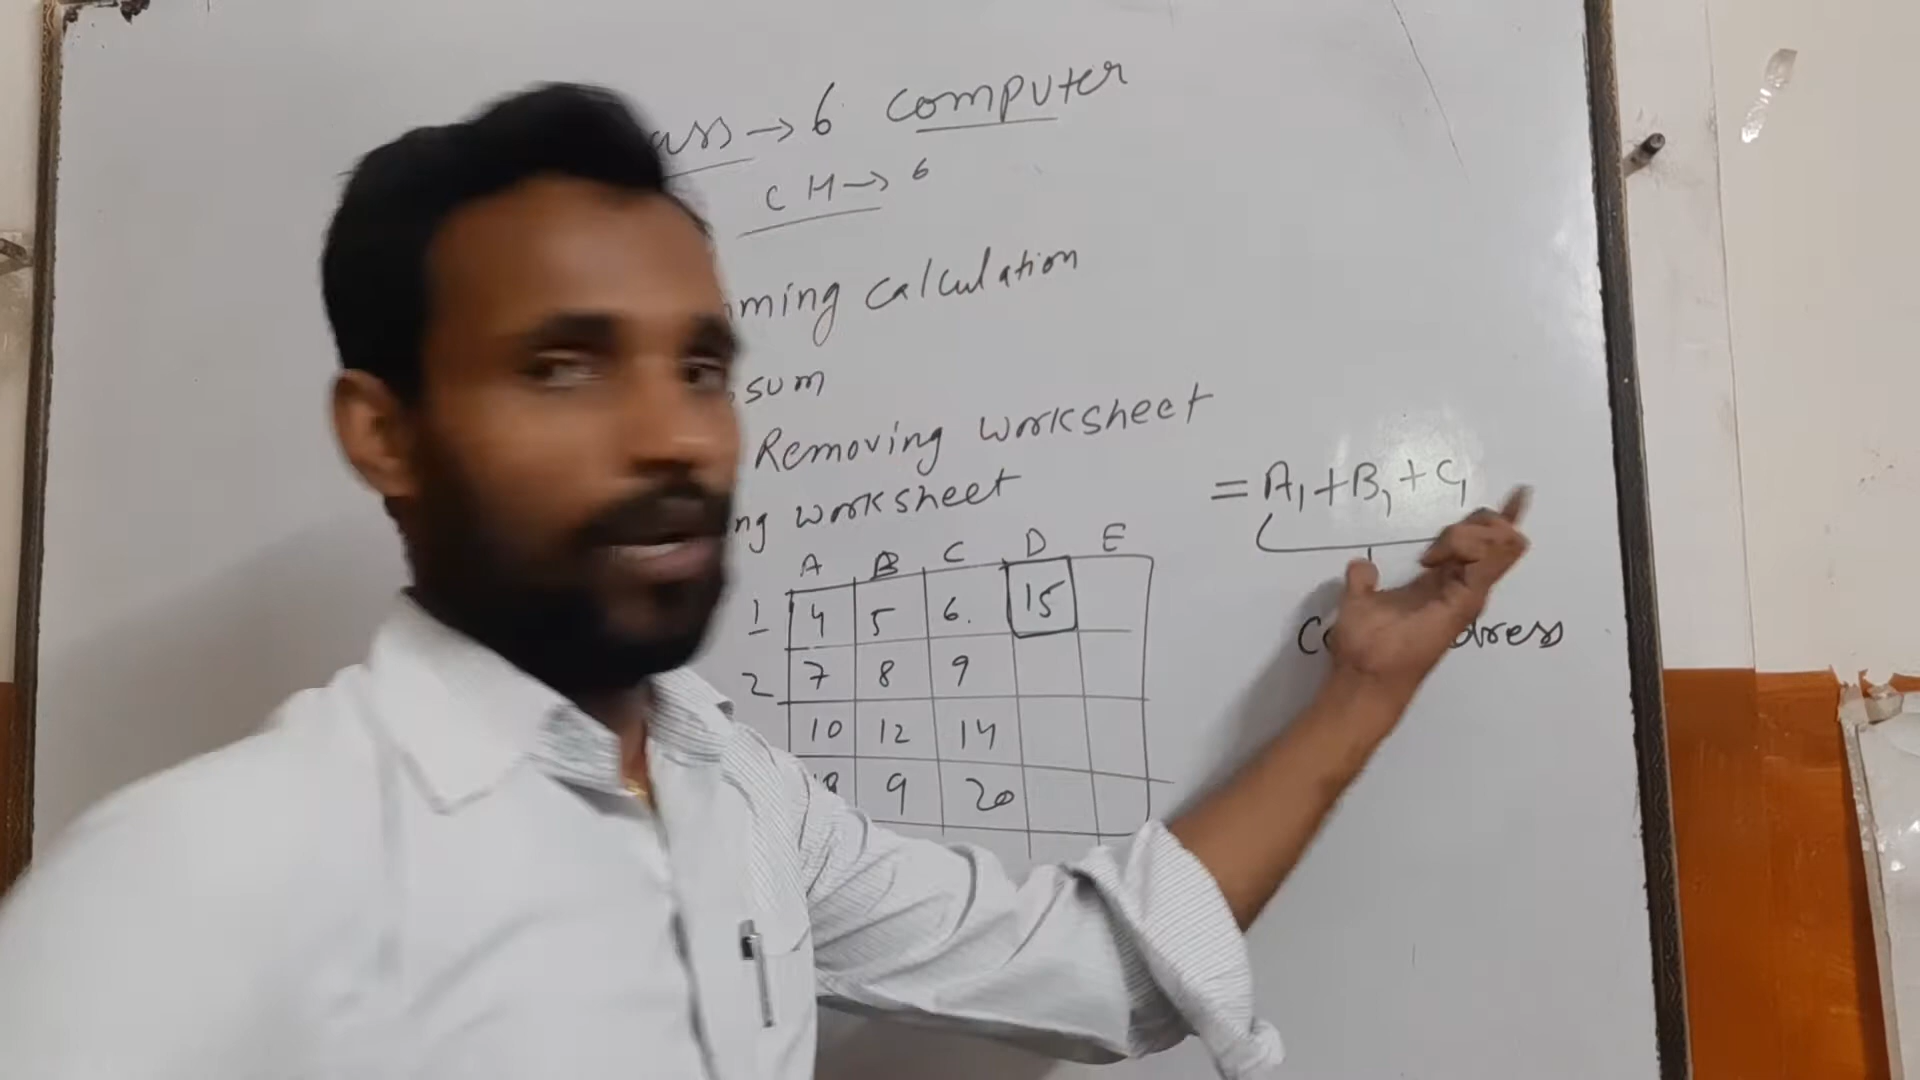 → 6 computer
CH → 6
calculation
sum
Removing worksheet
worksheet
= A1 + B1 + C1
A B C D E
1 4 5 6. 15
2 7 8 9
10 12 14
9 20